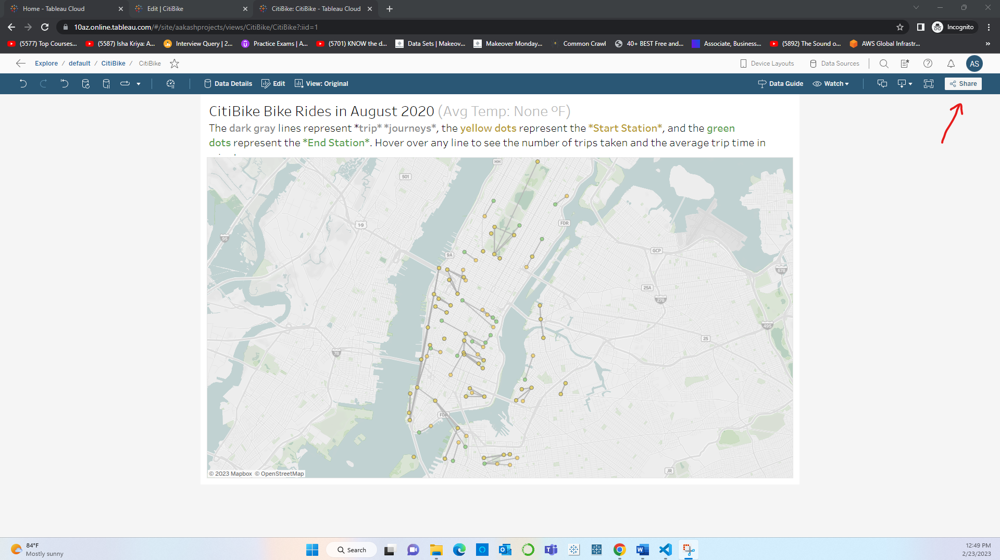 Home - Tableau Cloud
Edit | CitiBike
CitiBike: CitiBike - Tableau Cloud
10az.online.tableau.com/#/site/aakashprojects/views/CitiBike/CitiBike?:iid=1
Incognito
(5577) Top Courses...
(5587) Isha Kriya: A...
Interview Query | 2...
Practice Exams | A...
(5701) KNOW the d...
Data Sets | Makeov...
Makeover Monday...
Common Crawl
40+ BEST Free and...
Associate, Business...
(5892) The Sound o...
AWS Global Infrastr...
»
Explore / default / CitiBike / CitiBike
Device Layouts
Data Sources
AS
Data Details
Edit
View: Original
Data Guide
Watch
Share
CitiBike Bike Rides in August 2020 (Avg Temp: None ºF)
The dark gray lines represent *trip* *journeys*, the yellow dots represent the *Start Station*, and the green
dots represent the *End Station*. Hover over any line to see the number of trips taken and the average trip time in
HH
501
1-9
FDR
95
9A
GCP
678
25A
278
495
25
78
FDR
JR
© 2023 Mapbox © OpenStreetMap
84°F
Mostly sunny
Search
12:49 PM
2/23/2023